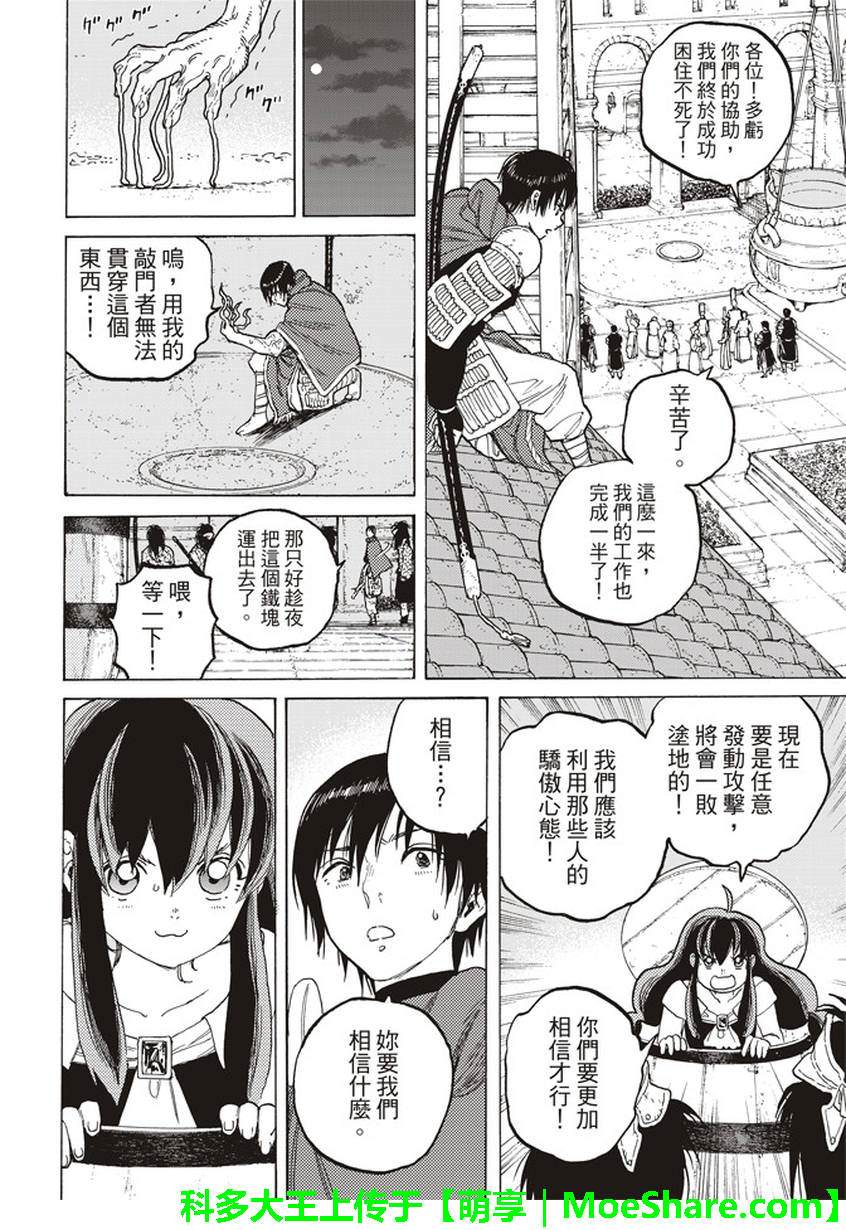 各位！多虧
你們的協助，
我們終於成功
困住不死了！
辛苦了。
這麼一來，
我們的工作也
完成一半了！
グググ
グググ
嗚，用我的
敲門者無法
貫穿這個
東西…！
那只好趁夜
把這個鐵塊
運出去了。
喂，
等一下！
現在
要是任意
發動攻擊，
將會一敗
塗地的！
我們應該
利用那些人的
驕傲心態！
你們要更加
相信才行！
相信…？
妳要我們
相信什麼。
科多大王上传于【萌享｜MoeShare.com】